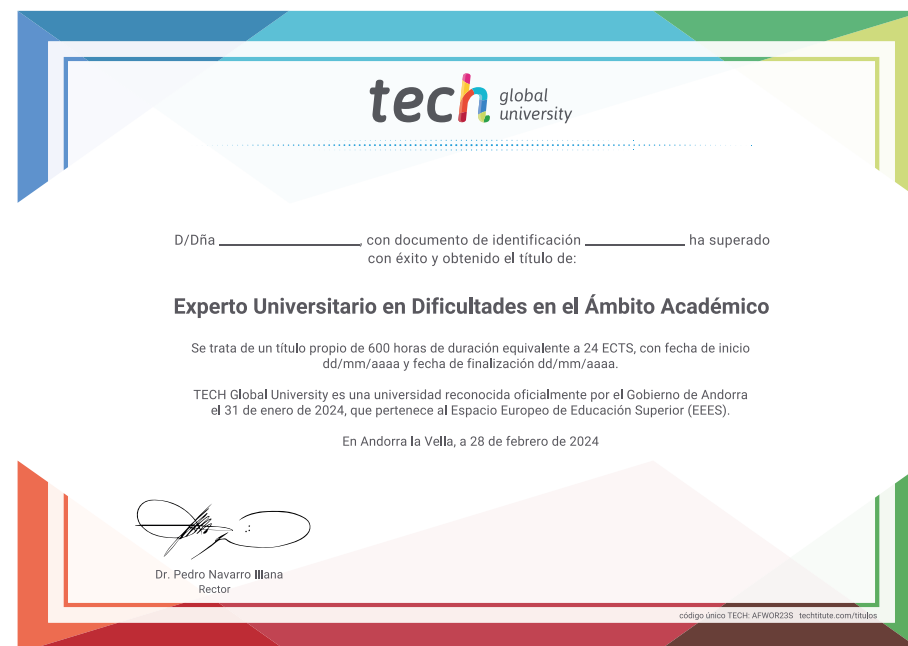 tech global university
D/Dña ____________________, con documento de identificación ______________ ha superado
con éxito y obtenido el título de:
Experto Universitario en Dificultades en el Ámbito Académico
Se trata de un título propio de 600 horas de duración equivalente a 24 ECTS, con fecha de inicio
dd/mm/aaaa y fecha de finalización dd/mm/aaaa.
TECH Global University es una universidad reconocida oficialmente por el Gobierno de Andorra
el 31 de enero de 2024, que pertenece al Espacio Europeo de Educación Superior (EEES).
En Andorra la Vella, a 28 de febrero de 2024
Dr. Pedro Navarro Illana
Rector
código único TECH: AFWOR23S techtitute.com/titulos